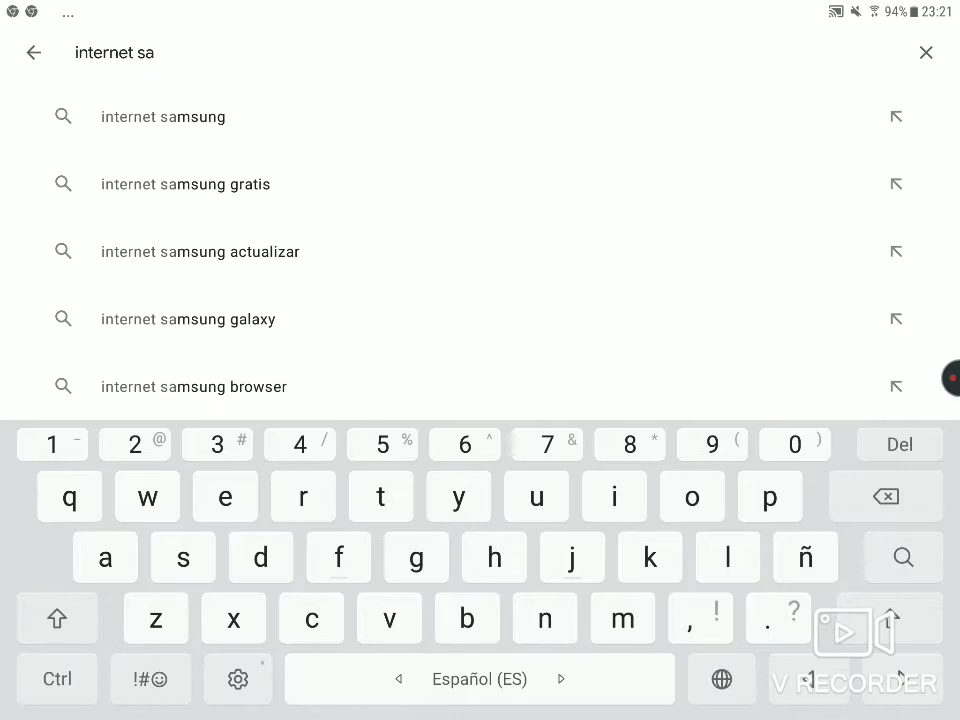 ... 94% 23:21
internet sa
internet samsung
internet samsung gratis
internet samsung actualizar
internet samsung galaxy
internet samsung browser
1 - 2 @ 3 # 4 / 5 % 6 ^ 7 & 8 * 9 ( 0 ) Del
q w e r t y u i o p
a s d f g h j k l ñ
z x c v b n m , ! . ?
Ctrl !#☺ Español (ES)
V RECORDER